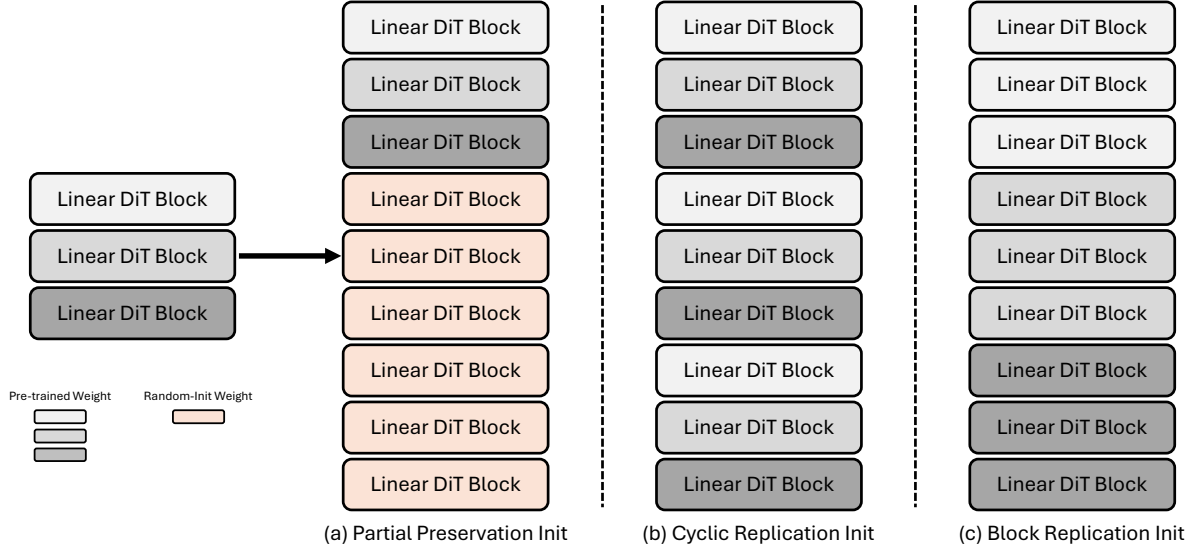 Linear DiT Block
Linear DiT Block
Linear DiT Block
Pre-trained Weight
Random-Init Weight
Linear DiT Block
Linear DiT Block
Linear DiT Block
Linear DiT Block
Linear DiT Block
Linear DiT Block
Linear DiT Block
Linear DiT Block
Linear DiT Block
(a) Partial Preservation Init
Linear DiT Block
Linear DiT Block
Linear DiT Block
Linear DiT Block
Linear DiT Block
Linear DiT Block
Linear DiT Block
Linear DiT Block
Linear DiT Block
(b) Cyclic Replication Init
Linear DiT Block
Linear DiT Block
Linear DiT Block
Linear DiT Block
Linear DiT Block
Linear DiT Block
Linear DiT Block
Linear DiT Block
Linear DiT Block
(c) Block Replication Init